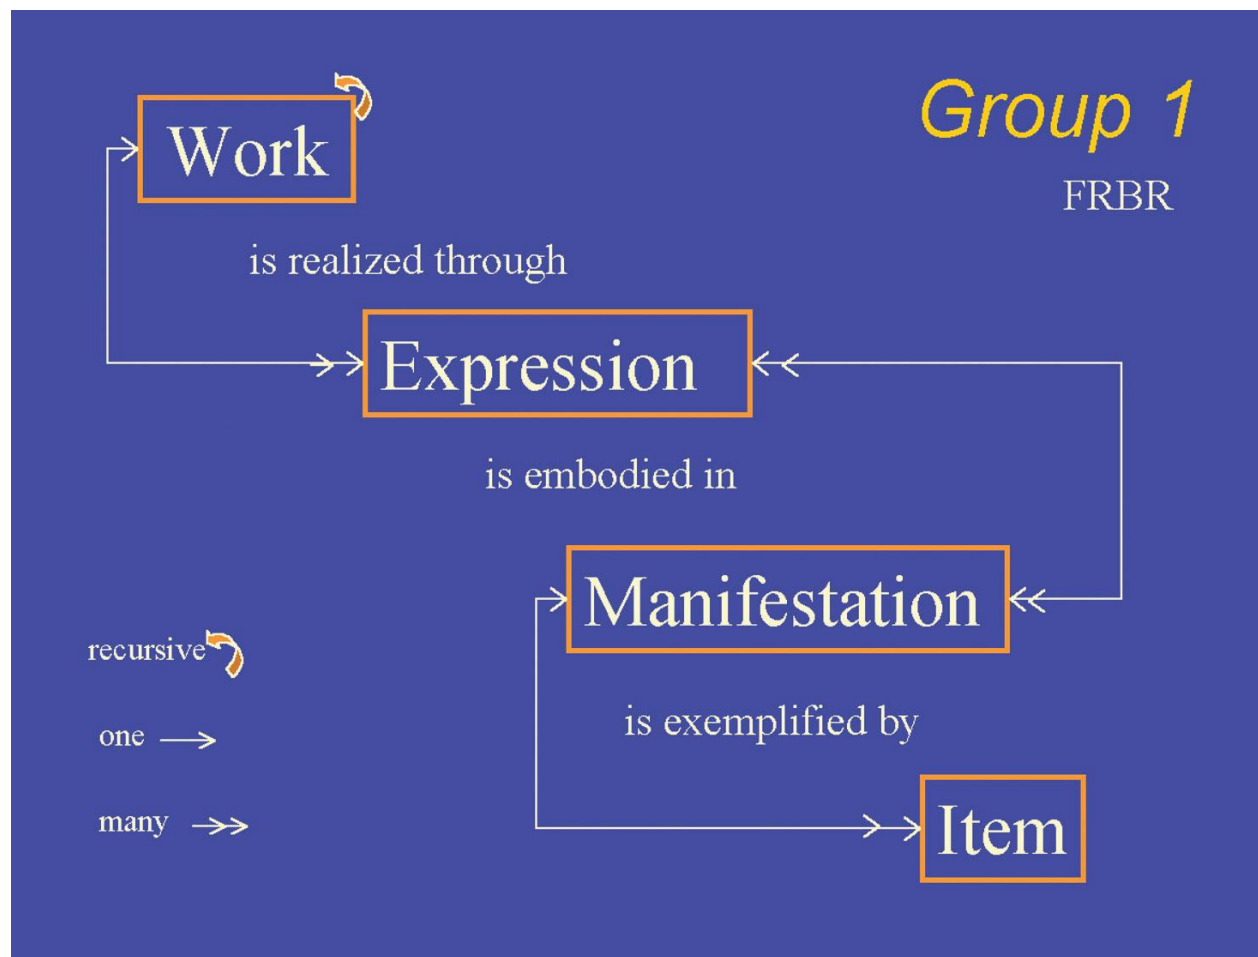 Group 1
FRBR
Work
is realized through
Expression
is embodied in
Manifestation
is exemplified by
Item
recursive
one
many